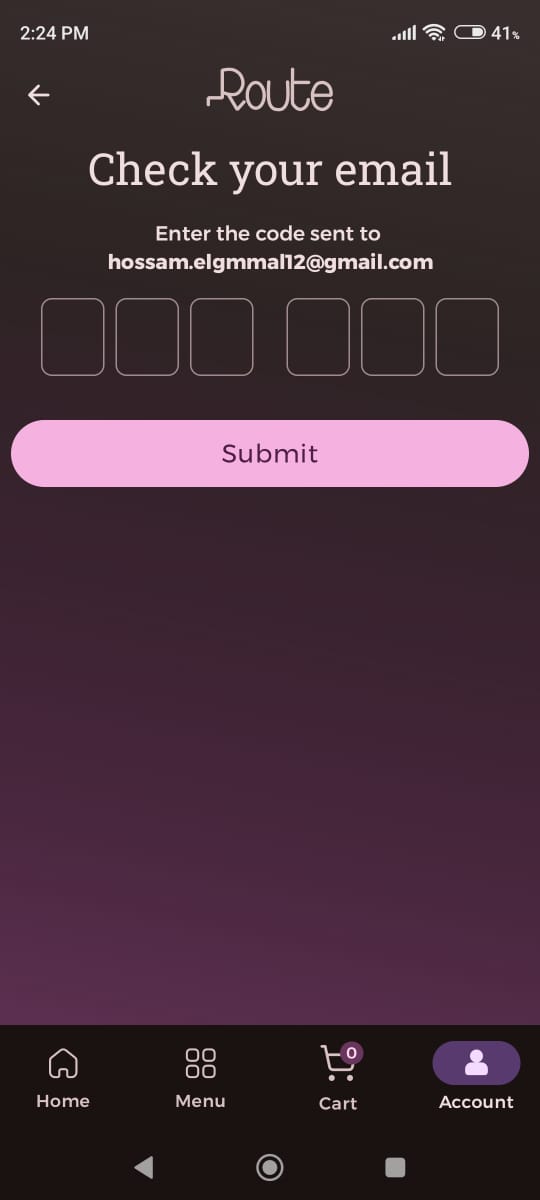 2:24 PM 41%
Route
Check your email
Enter the code sent to
hossam.elgmmal12@gmail.com
Submit
0
Home Menu Cart Account